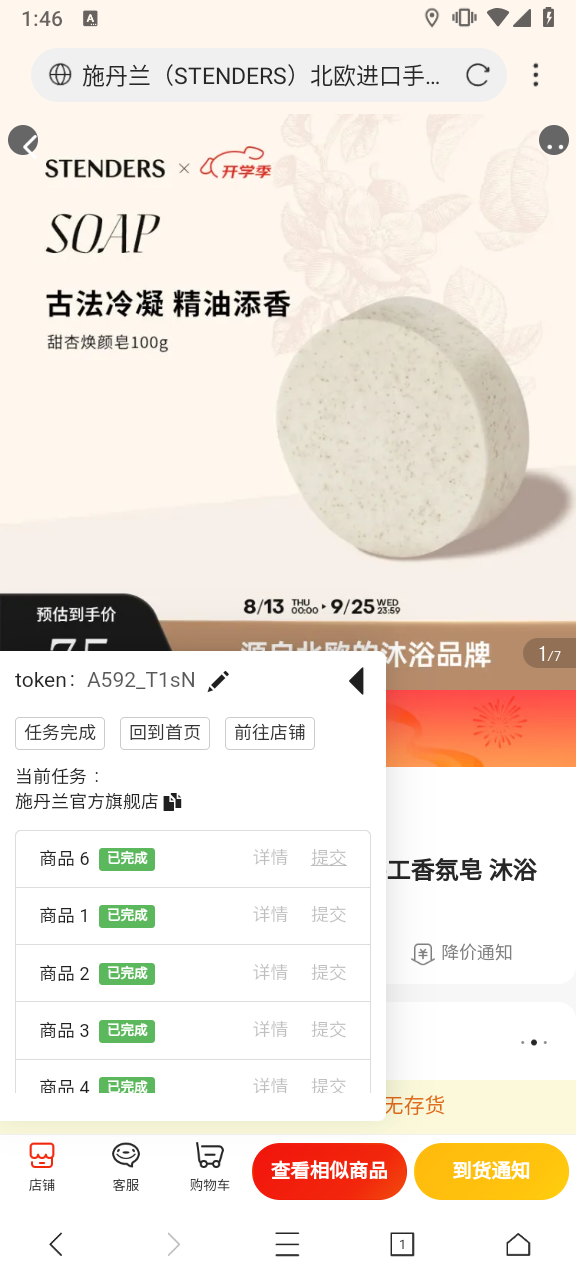 1:46
A
施丹兰（STENDERS）北欧进口手...
STENDERS × 开学季
SOAP
古法冷凝 精油添香
甜杏焕颜皂100g
8/13 THU 00:00 9/25 WED 23:59
预估到手价
源自北欧的沐浴品牌
1/7
token: A592_T1sN
任务完成 回到首页 前往店铺
当前任务：
施丹兰官方旗舰店
商品 6 已完成 详情 提交
工香氛皂 沐浴
商品 1 已完成 详情 提交
降价通知
商品 2 已完成 详情 提交
商品 3 已完成 详情 提交
商品 4 已完成 详情 提交
无存货
店铺 客服 购物车 查看相似商品 到货通知
1